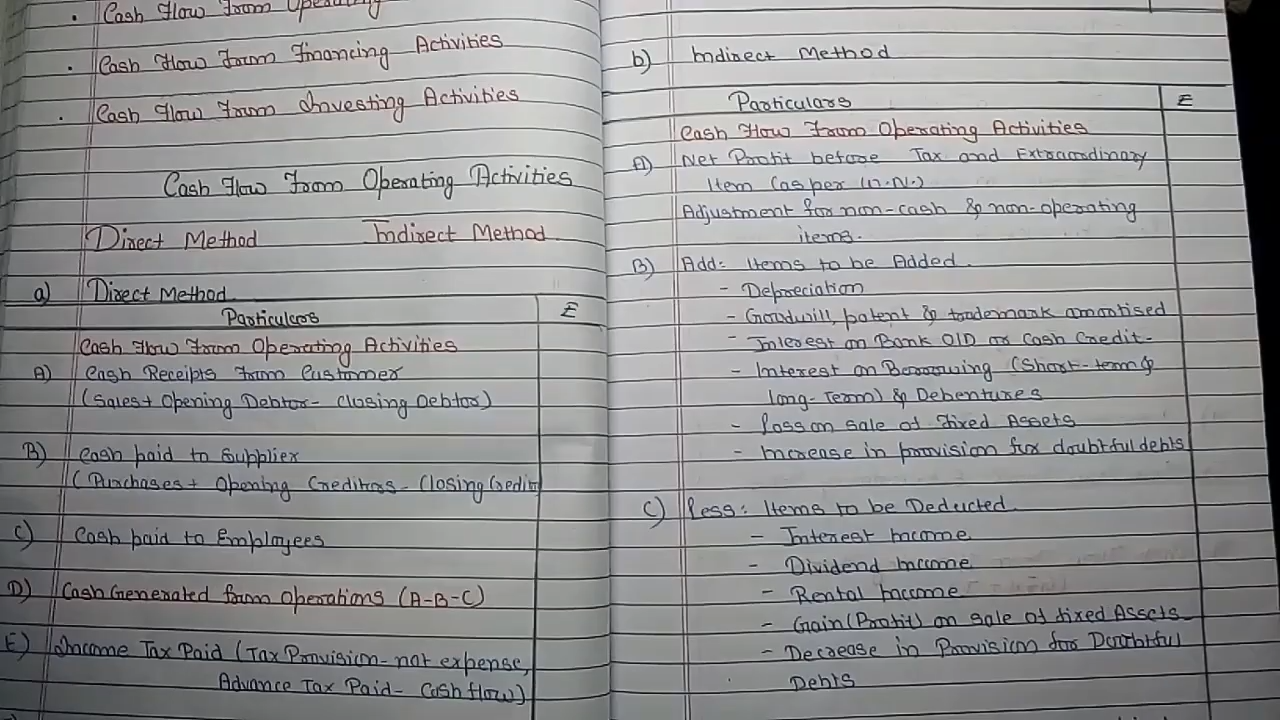 . Cash Flow From Operating
. Cash Flow From Financing Activities
. Cash Flow From Investing Activities
Cash Flow From Operating Activities
Direct Method Indirect Method
a) Direct Method
Particulars ₹
Cash Flow From Operating Activities
A) Cash Receipts From Customer
(Sales + Opening Debtor - Closing Debtor)
B) Cash paid to Supplier
(Purchases + Opening Creditors - Closing Credit
C) Cash paid to Employees
D) Cash Generated from Operations (A-B-C)
E) Income Tax Paid (Tax Provision - not expense,
Advance Tax Paid - Cash flow)
b) Indirect Method
Particulars ₹
Cash Flow From Operating Activities
A) Net Profit before Tax and Extraordinary
Item (as per W.N.)
Adjustment for non-cash & non-operating
items.
B) Add: Items to be Added.
- Depreciation
- Goodwill, patent & trademark amortised
- Interest on Bank O/D or Cash Credit.
- Interest on Borrowing (Short-term &
long-Term) & Debentures
- Loss on sale of Fixed Assets
- Increase in provision for doubtful debts
C) Less: Items to be Deducted.
- Interest Income
- Dividend Income
- Rental Income
- Gain (Profit) on sale of fixed Assets
- Decrease in Provision for Doubtful
Debts